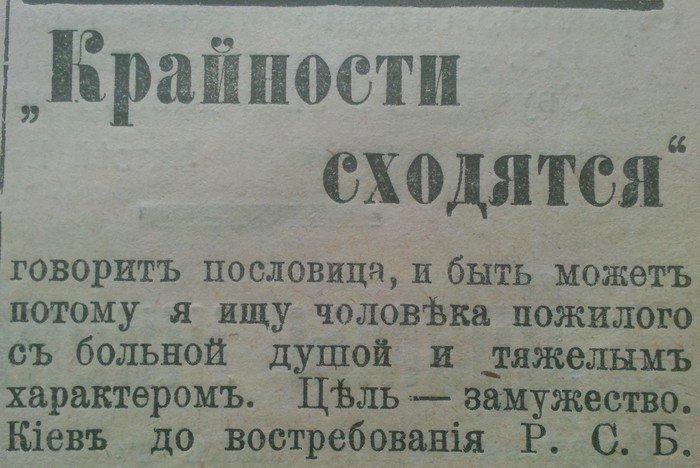 „Крайности
сходятся“
говоритъ пословица, и быть можетъ
потому я ищу чоловѣка пожилого
съ больной душой и тяжелымъ
характеромъ. Цѣль — замужество.
Кіевъ до востребованія Р. С. Б.